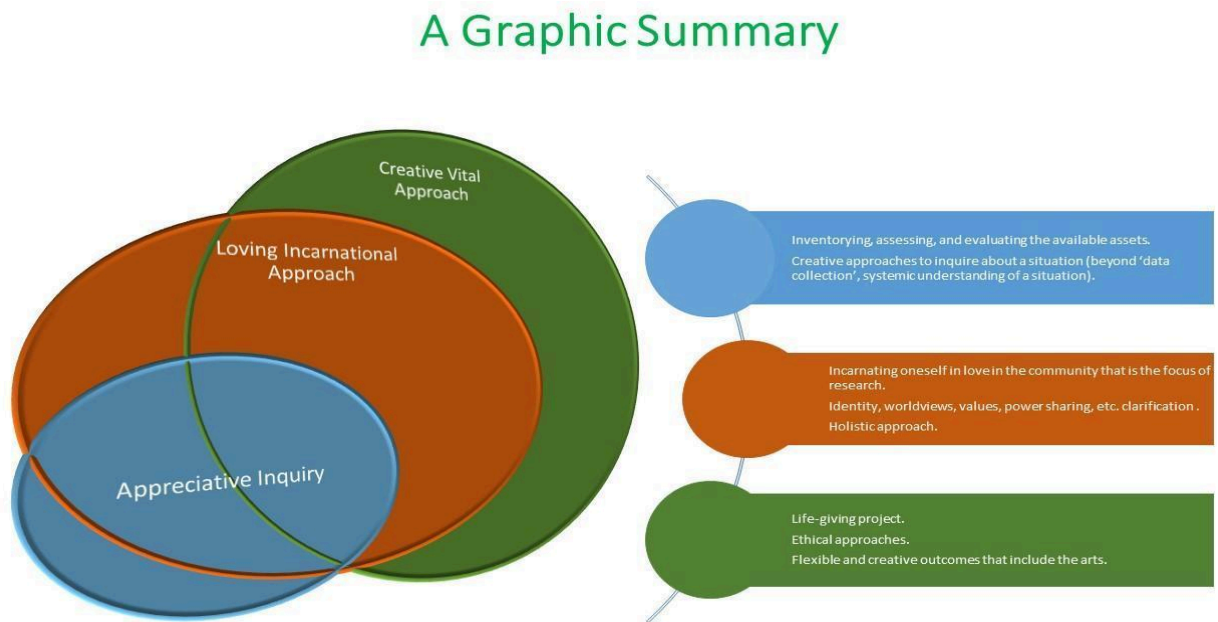 A Graphic Summary
Creative Vital
Approach
Loving Incarnational
Approach
Appreciative Inquiry
Inventorying, assessing, and evaluating the available assets.
Creative approaches to inquire about a situation (beyond ‘data
collection’, systemic understanding of a situation).
Incarnating oneself in love in the community that is the focus of
research.
Identity, worldviews, values, power sharing, etc. clarification .
Holistic approach.
Life-giving project.
Ethical approaches.
Flexible and creative outcomes that include the arts.